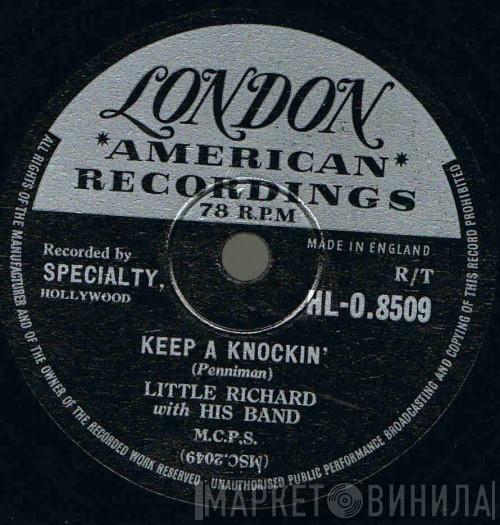 LONDON
*AMERICAN*
RECORDINGS
78 R.P.M
MADE IN ENGLAND
Recorded by
SPECIALTY,
HOLLYWOOD
R/T
HL-O.8509
KEEP A KNOCKIN'
(Penniman)
LITTLE RICHARD
with HIS BAND
M.C.P.S.
(MSC.2049)
ALL RIGHTS OF THE MANUFACTURER AND OF THE OWNER OF THE RECORDED WORK RESERVED - UNAUTHORISED PUBLIC PERFORMANCE BROADCASTING AND COPYING OF THIS RECORD PROHIBITED
МАРКЕТ ВИНИЛА